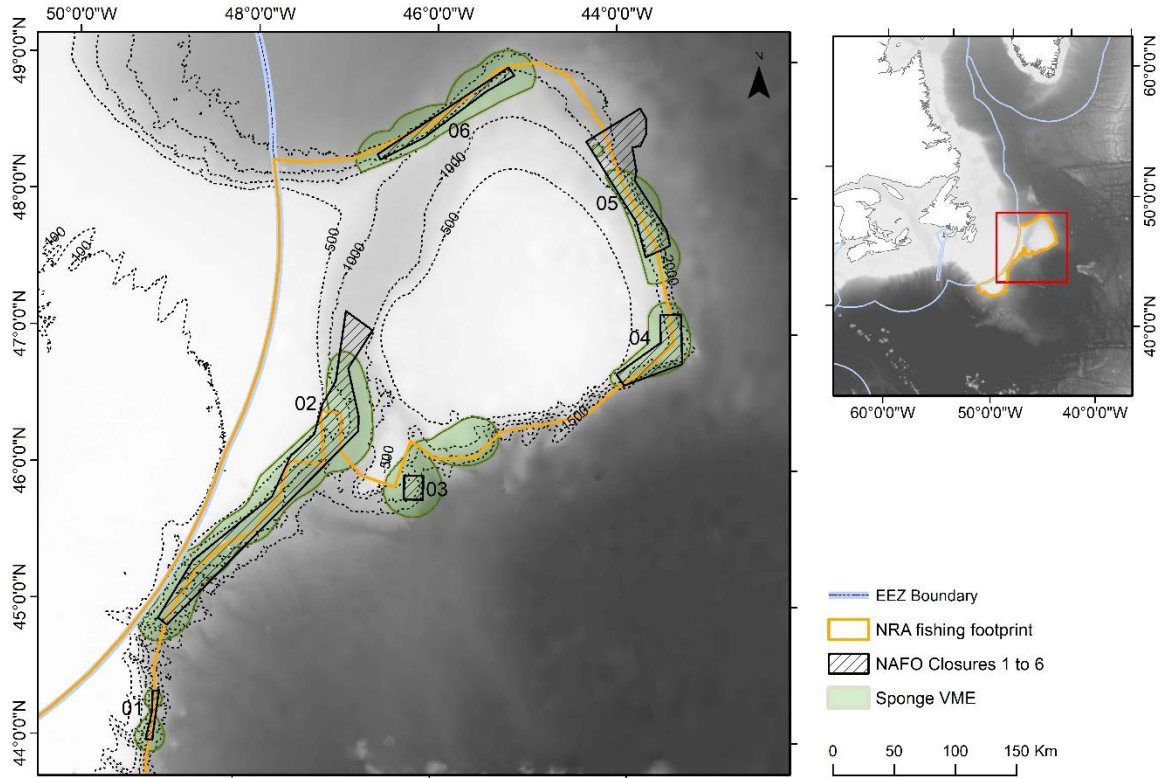 50°0'0"W 48°0'0"W 46°0'0"W 44°0'0"W
49°0'0"N
48°0'0"N
47°0'0"N
46°0'0"N
45°0'0"N
44°0'0"N
N
06
05
04
02
03
01
-100
-100
-500
-1000
-1000
-500
-2000
-1500
-500
60°0'0"N
50°0'0"N
40°0'0"N
60°0'0"W 50°0'0"W 40°0'0"W
EEZ Boundary
NRA fishing footprint
NAFO Closures 1 to 6
Sponge VME
0 50 100 150 Km